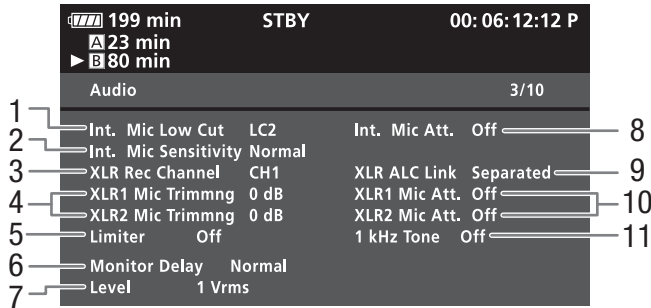 199 min STBY 00: 06: 12: 12 P
A 23 min
▶ B 80 min
Audio 3/10
1 Int. Mic Low Cut LC2 Int. Mic Att. Off 8
2 Int. Mic Sensitivity Normal
3 XLR Rec Channel CH1 XLR ALC Link Separated 9
4 XLR1 Mic Trimmng 0 dB XLR1 Mic Att. Off 10
XLR2 Mic Trimmng 0 dB XLR2 Mic Att. Off
5 Limiter Off 1 kHz Tone Off 11
6 Monitor Delay Normal
7 Level 1 Vrms